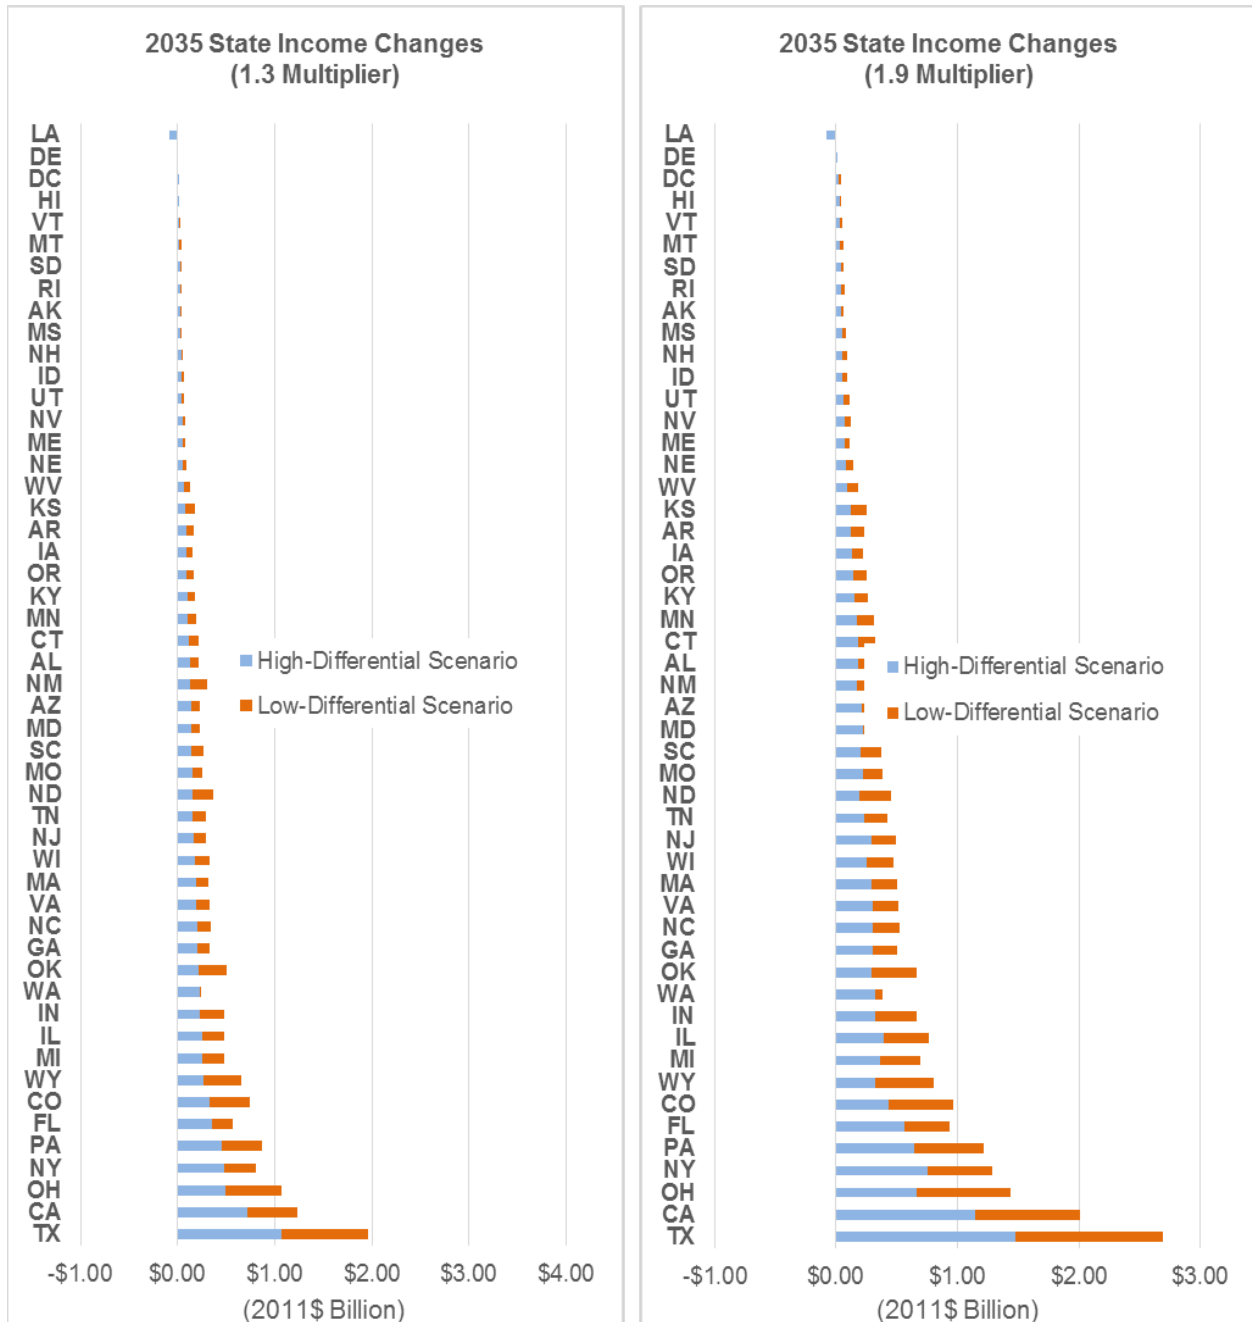 2035 State Income Changes
(1.3 Multiplier)
LA
DE
DC
HI
VT
MT
SD
RI
AK
MS
NH
ID
UT
NV
ME
NE
WV
KS
AR
IA
OR
KY
MN
CT
AL
NM
AZ
MD
SC
MO
ND
TN
NJ
WI
MA
VA
NC
GA
OK
WA
IN
IL
MI
WY
CO
FL
PA
NY
OH
CA
TX
High-Differential Scenario
Low-Differential Scenario
-$1.00 $0.00 $1.00 $2.00 $3.00 $4.00
(2011$ Billion)
2035 State Income Changes
(1.9 Multiplier)
LA
DE
DC
HI
VT
MT
SD
RI
AK
MS
NH
ID
UT
NV
ME
NE
WV
KS
AR
IA
OR
KY
MN
CT
AL
NM
AZ
MD
SC
MO
ND
TN
NJ
WI
MA
VA
NC
GA
OK
WA
IN
IL
MI
WY
CO
FL
PA
NY
OH
CA
TX
High-Differential Scenario
Low-Differential Scenario
-$1.00 $0.00 $1.00 $2.00 $3.00
(2011$ Billion)